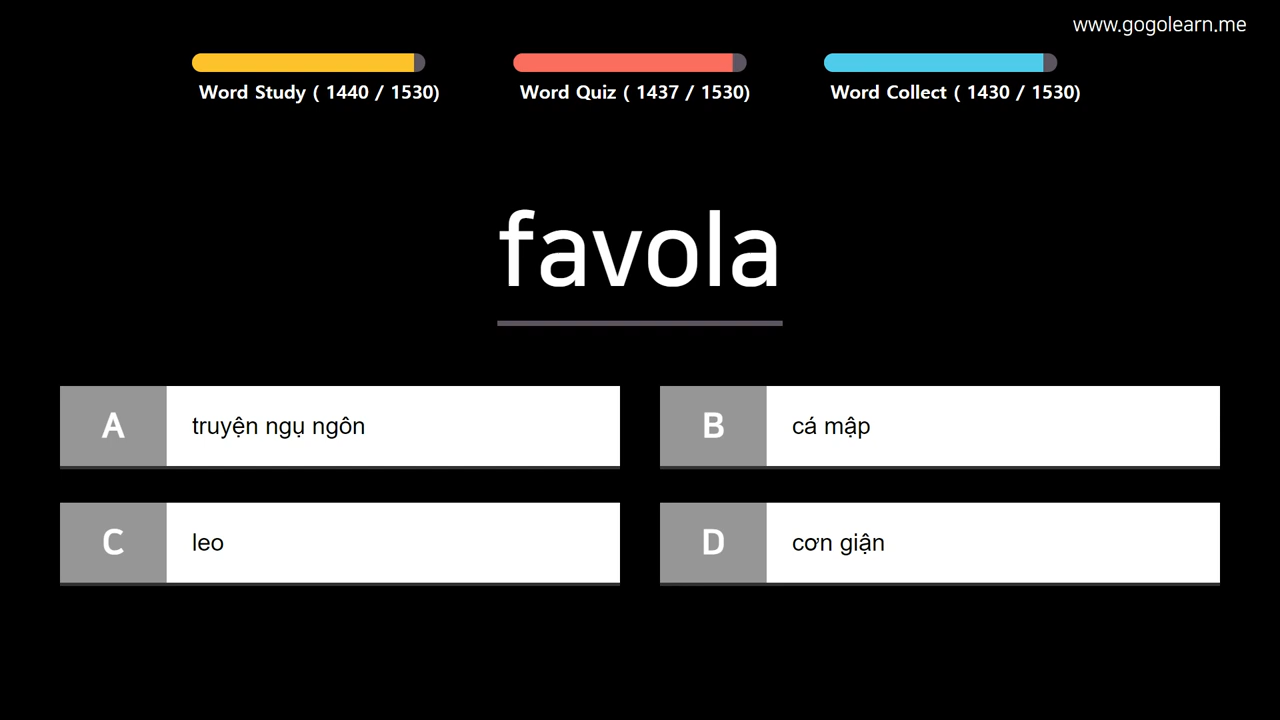 www.gogolearn.me
Word Study ( 1440 / 1530)
Word Quiz ( 1437 / 1530)
Word Collect ( 1430 / 1530)
favola
A truyện ngụ ngôn
B cá mập
C leo
D cơn giận